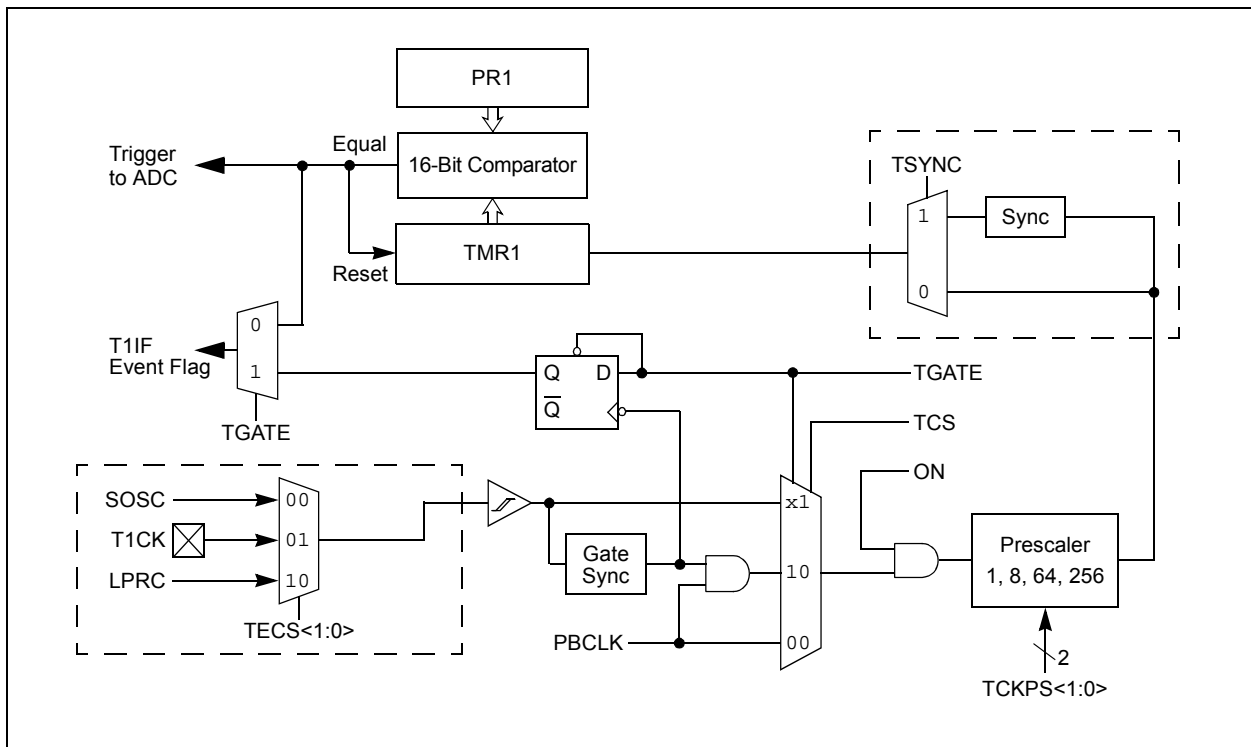 PR1
Equal
16-Bit Comparator
Trigger
to ADC
TSYNC
1
Sync
TMR1
Reset
0
0
T1IF
Event Flag
1
Q
D
Q̅
TGATE
TGATE
TCS
ON
SOSC
00
x1
T1CK
01
LPRC
10
Gate
Sync
10
Prescaler
1, 8, 64, 256
TECS<1:0>
PBCLK
00
2
TCKPS<1:0>